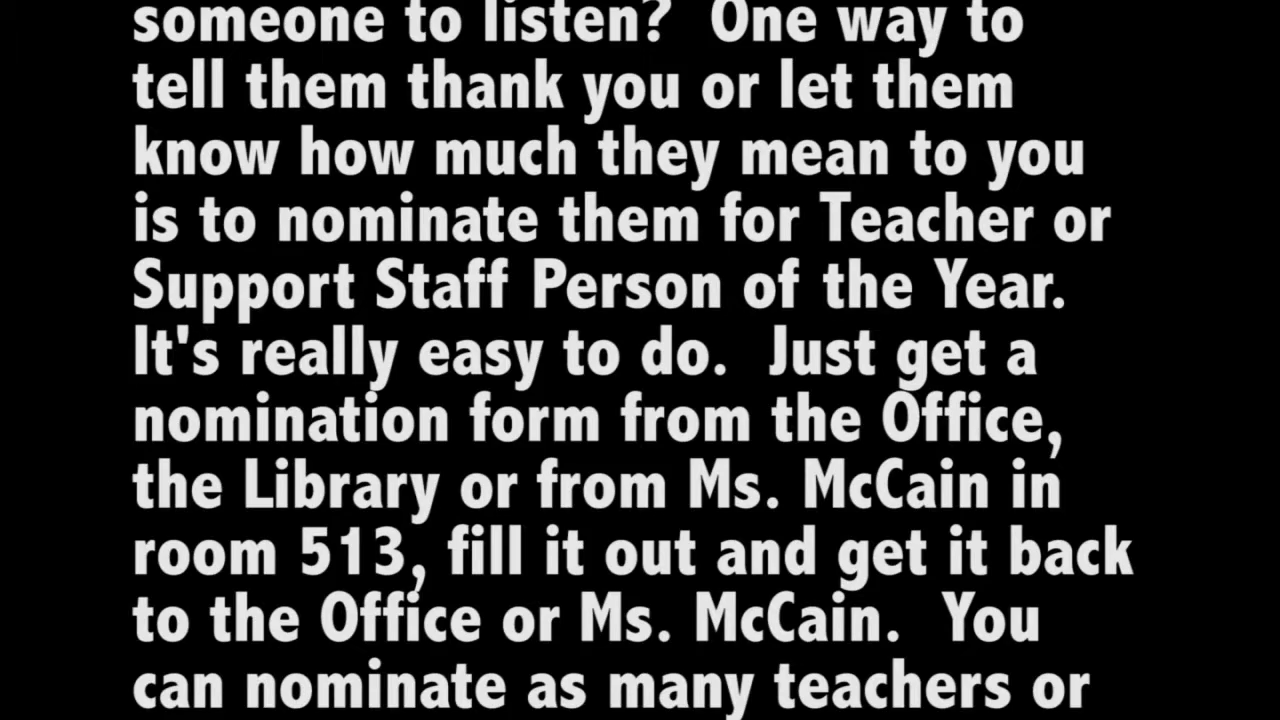 someone to listen?  One way to
tell them thank you or let them
know how much they mean to you
is to nominate them for Teacher or
Support Staff Person of the Year.
It's really easy to do.  Just get a
nomination form from the Office,
the Library or from Ms. McCain in
room 513, fill it out and get it back
to the Office or Ms. McCain.  You
can nominate as many teachers or